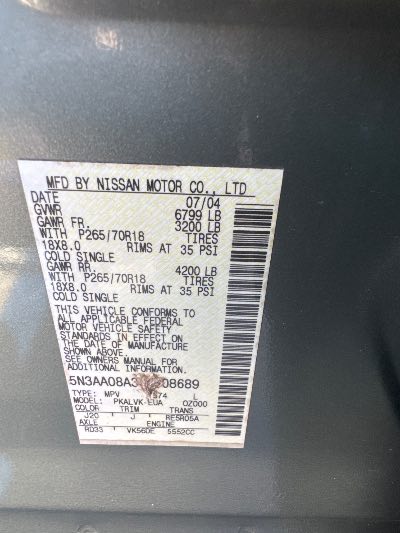 MFD BY NISSAN MOTOR CO., LTD
DATE 07/04
GVWR 6799 LB
GAWR FR. 3200 LB
WITH P265/70R18 TIRES
18X8.0 RIMS AT 35 PSI
COLD SINGLE
GAWR RR. 4200 LB
WITH P265/70R18 TIRES
18X8.0 RIMS AT 35 PSI
COLD SINGLE
THIS VEHICLE CONFORMS TO
ALL APPLICABLE FEDERAL
MOTOR VEHICLE SAFETY
STANDARDS IN EFFECT ON
THE DATE OF MANUFACTURE
SHOWN ABOVE.
SEE OWNERS MANUAL FOR
ADDITIONAL INFORMATION.
TYPE: MPV
MODEL: PKALVK-EUA OZ000
COLOR TRIM TRANS
J20 J RE5R05A
AXLE ENGINE
RD33 VK56DE 5552CC